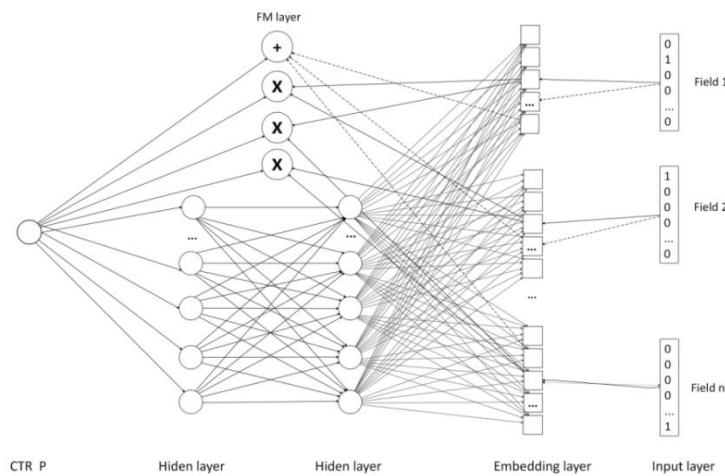 FM layer
+
X
X
X
...
...
...
...
...
...
0
1
0
0
...
0
Field 1
1
0
0
0
...
0
Field 2
0
0
0
0
...
1
Field n
CTR P
Hiden layer
Hiden layer
Embedding layer
Input layer